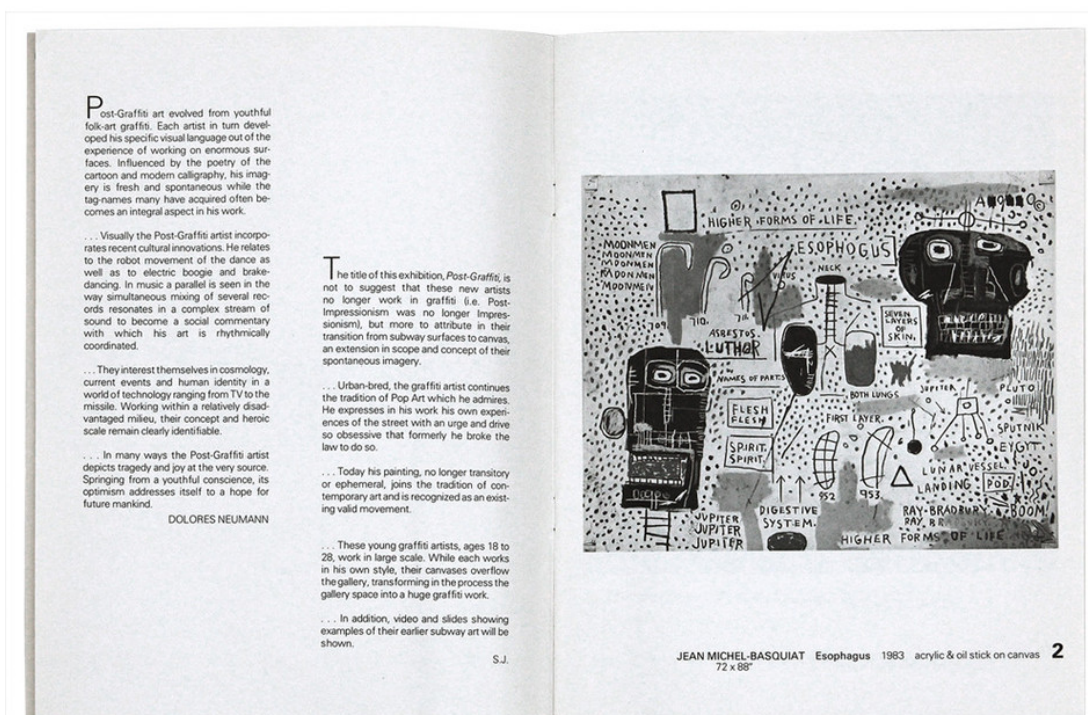 Post-Graffiti art evolved from youthful
folk-art graffiti. Each artist in turn devel-
oped his specific visual language out of the
experience of working on enormous sur-
faces. Influenced by the poetry of the
cartoon and modern calligraphy, his imag-
ery is fresh and spontaneous while the
tag-names many have acquired often be-
comes an integral aspect in his work.
. . . Visually the Post-Graffiti artist incorpo-
rates recent cultural innovations. He relates
to the robot movement of the dance as
well as to electric boogie and brake-
dancing. In music a parallel is seen in the
way simultaneous mixing of several rec-
ords resonates in a complex stream of
sound to become a social commentary
with which his art is rhythmically
coordinated.
. . . They interest themselves in cosmology,
current events and human identity in a
world of technology ranging from TV to the
missile. Working within a relatively disad-
vantaged milieu, their concept and heroic
scale remain clearly identifiable.
. . . In many ways the Post-Graffiti artist
depicts tragedy and joy at the very source.
Springing from a youthful conscience, its
optimism addresses itself to a hope for
future mankind.
DOLORES NEUMANN
The title of this exhibition, Post-Graffiti, is
not to suggest that these new artists
no longer work in graffiti (i.e. Post-
Impressionism was no longer Impres-
sionism), but more to attribute in their
transition from subway surfaces to canvas,
an extension in scope and concept of their
spontaneous imagery.
. . . Urban-bred, the graffiti artist continues
the tradition of Pop Art which he admires.
He expresses in his work his own experi-
ences of the street with an urge and drive
so obsessive that formerly he broke the
law to do so.
. . . Today his painting, no longer transitory
or ephemeral, joins the tradition of con-
temporary art and is recognized as an exist-
ing valid movement.
. . . These young graffiti artists, ages 18 to
28, work in large scale. While each works
in his own style, their canvases overflow
the gallery, transforming in the process the
gallery space into a huge graffiti work.
. . . In addition, video and slides showing
examples of their earlier subway art will be
shown.
S.J.
HIGHER FORMS OF LIFE
MOONMEN
MOONMEN
MOONMEN
MOONMEN
ESOPHOGUS
NECK
709.
710.
711.
ASBESTOS
LUTHOR
SEVEN
LAYERS
OF
SKIN.
NAMES OF PARTS
BOTH LUNGS
JUPITER
PLUTO
SPUTNIK
EYGYT
FLESH
FLESH
FIRST LAYER.
SPIRIT.
SPIRIT.
LUNAR VESSEL.
LANDING POD.
952
953
DIGESTIVE
SYSTEM.
JUPITER
JUPITER
JUPITER
RAY BRADBURY. BOOM!
HIGHER FORMS OF LIFE
JEAN MICHEL-BASQUIAT Esophagus 1983 acrylic & oil stick on canvas 2
72 x 88"